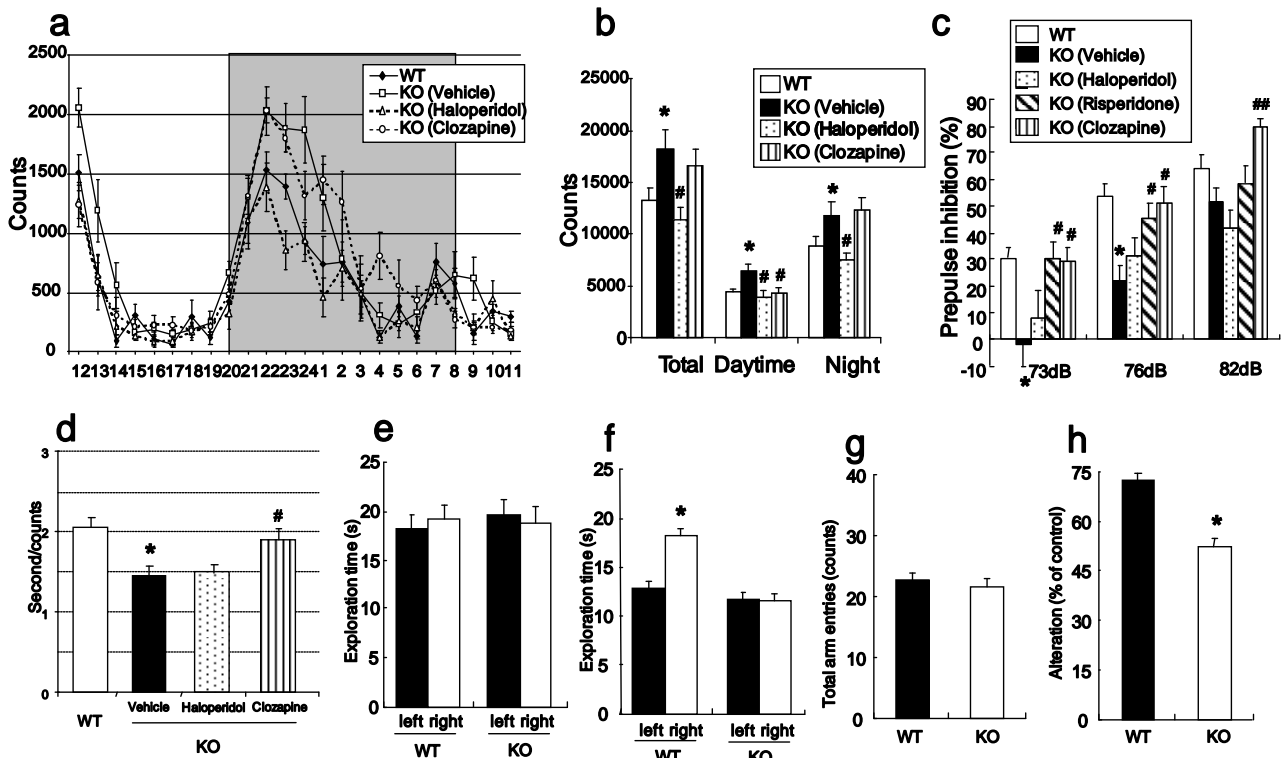 a
2500
2000
1500
1000
500
0
Counts
WT
KO (Vehicle)
KO (Haloperidol)
KO (Clozapine)
12 13 14 15 16 17 18 19 20 21 22 23 24 1 2 3 4 5 6 7 8 9 10 11
b
25000
20000
15000
10000
5000
0
Counts
WT
KO (Vehicle)
KO (Haloperidol)
KO (Clozapine)
* # * # # * #
Total Daytime Night
c
WT
KO (Vehicle)
KO (Haloperidol)
KO (Risperidone)
KO (Clozapine)
Prepulse inhibition (%)
90
80
70
60
50
40
30
20
10
0
-10
* # # * # # ##
73dB 76dB 82dB
d
3
2
1
0
Second/counts
* #
WT Vehicle Haloperidol Clozapine
KO
e
25
20
15
10
5
0
Exploration time (s)
left right left right
WT KO
f
25
20
15
10
5
0
Exploration time (s)
*
left right left right
WT KO
g
40
30
20
10
0
Total arm entries (counts)
WT KO
h
75
60
45
30
15
0
Alteration (% of control)
*
WT KO